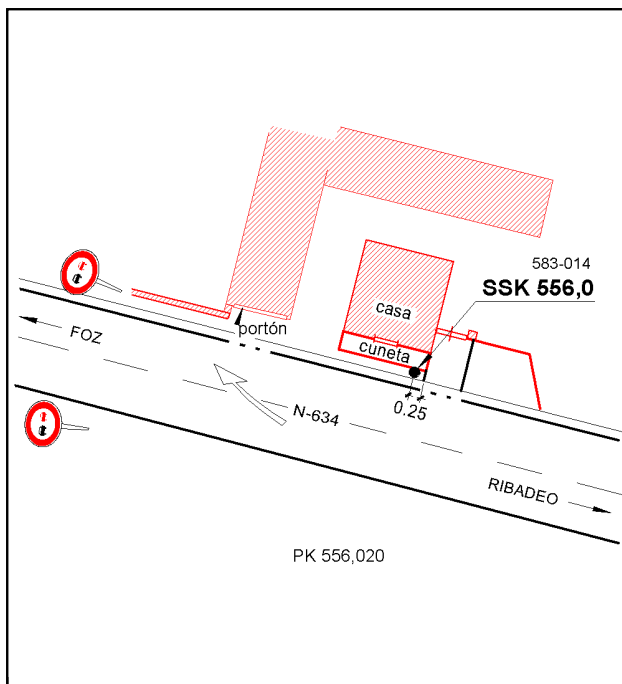 583-014
SSK 556,0
casa
portón
cuneta
FOZ
0.25
N-634
RIBADEO
PK 556,020